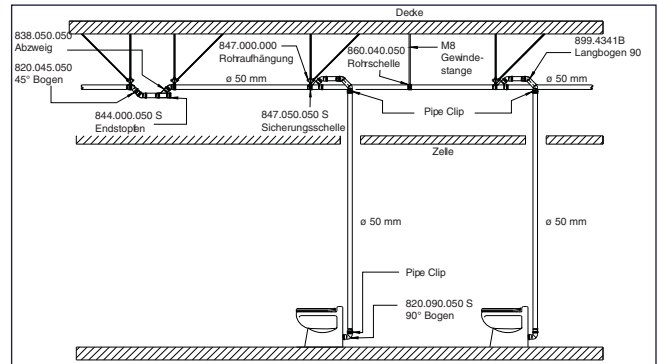 Decke
838.050.050
Abzweig
820.045.050
45° Bogen
844.000.050 S
Endstopfen
ø 50 mm
847.000.000
Rohraufhängung
847.050.050 S
Sicherungsschelle
860.040.050
Rohrschelle
M8
Gewinde-
stange
899.4341B
Langbogen 90
ø 50 mm
Pipe Clip
Zelle
ø 50 mm
ø 50 mm
Pipe Clip
820.090.050 S
90° Bogen